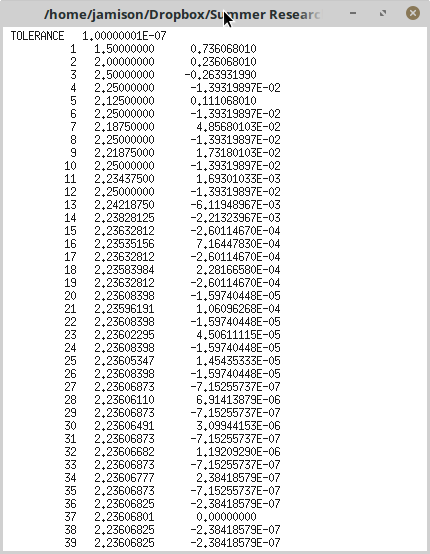 /home/jamison/Dropbox/Summer Researc
TOLERANCE 1.00000001E-07
1 1.50000000 0.736068010
2 2.00000000 0.236068010
3 2.50000000 -0.263931990
4 2.25000000 -1.39319897E-02
5 2.12500000 0.111068010
6 2.25000000 -1.39319897E-02
7 2.18750000 4.85680103E-02
8 2.25000000 -1.39319897E-02
9 2.21875000 1.73180103E-02
10 2.25000000 -1.39319897E-02
11 2.23437500 1.69301033E-03
12 2.25000000 -1.39319897E-02
13 2.24218750 -6.11948967E-03
14 2.23828125 -2.21323967E-03
15 2.23632812 -2.60114670E-04
16 2.23535156 7.16447830E-04
17 2.23632812 -2.60114670E-04
18 2.23583984 2.28166580E-04
19 2.23632812 -2.60114670E-04
20 2.23608398 -1.59740448E-05
21 2.23596191 1.06096268E-04
22 2.23608398 -1.59740448E-05
23 2.23602295 4.50611115E-05
24 2.23608398 -1.59740448E-05
25 2.23605347 1.45435333E-05
26 2.23608398 -1.59740448E-05
27 2.23606873 -7.15255737E-07
28 2.23606110 6.91413879E-06
29 2.23606873 -7.15255737E-07
30 2.23606491 3.09944153E-06
31 2.23606873 -7.15255737E-07
32 2.23606682 1.19209290E-06
33 2.23606873 -7.15255737E-07
34 2.23606777 2.38418579E-07
35 2.23606873 -7.15255737E-07
36 2.23606825 -2.38418579E-07
37 2.23606801 0.00000000
38 2.23606825 -2.38418579E-07
39 2.23606825 -2.38418579E-07